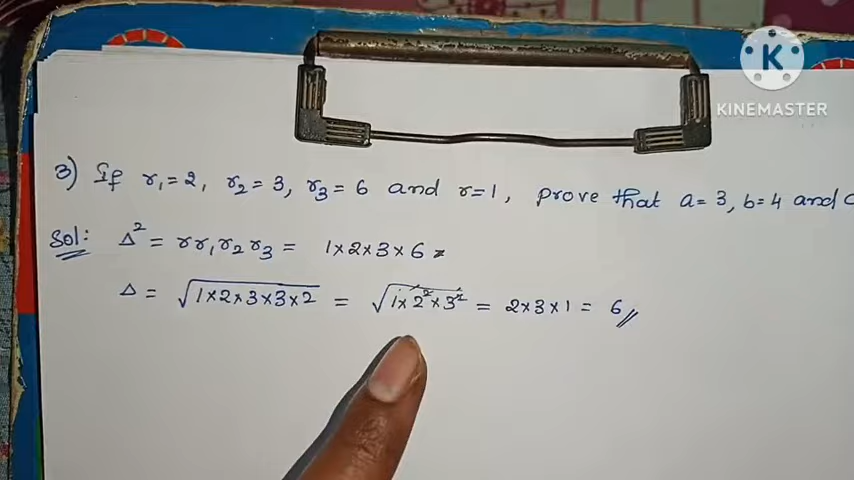 KINEMASTER
3) If r₁=2, r₂=3, r₃=6 and r=1, prove that a=3, b=4 and
Sol: Δ² = rr₁r₂r₃ = 1×2×3×6
Δ = √(1×2×3×3×2) = √(1×2²×3²) = 2×3×1 = 6//